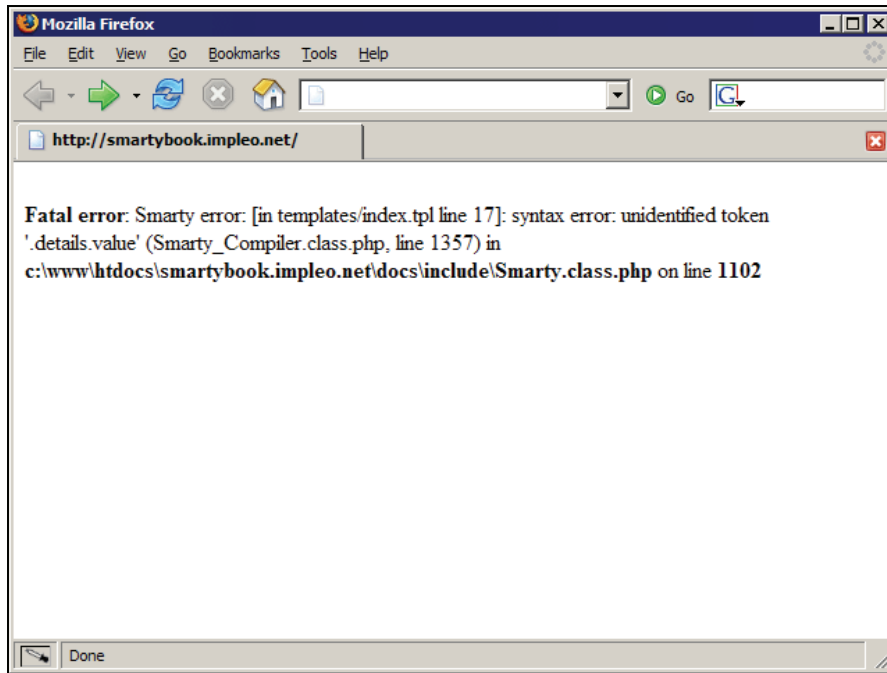 Mozilla Firefox
File Edit View Go Bookmarks Tools Help
Go G
http://smartybook.impleo.net/
Fatal error: Smarty error: [in templates/index.tpl line 17]: syntax error: unidentified token
'.details.value' (Smarty_Compiler.class.php, line 1357) in
c:\www\htdocs\smartybook.impleo.net\docs\include\Smarty.class.php on line 1102
Done